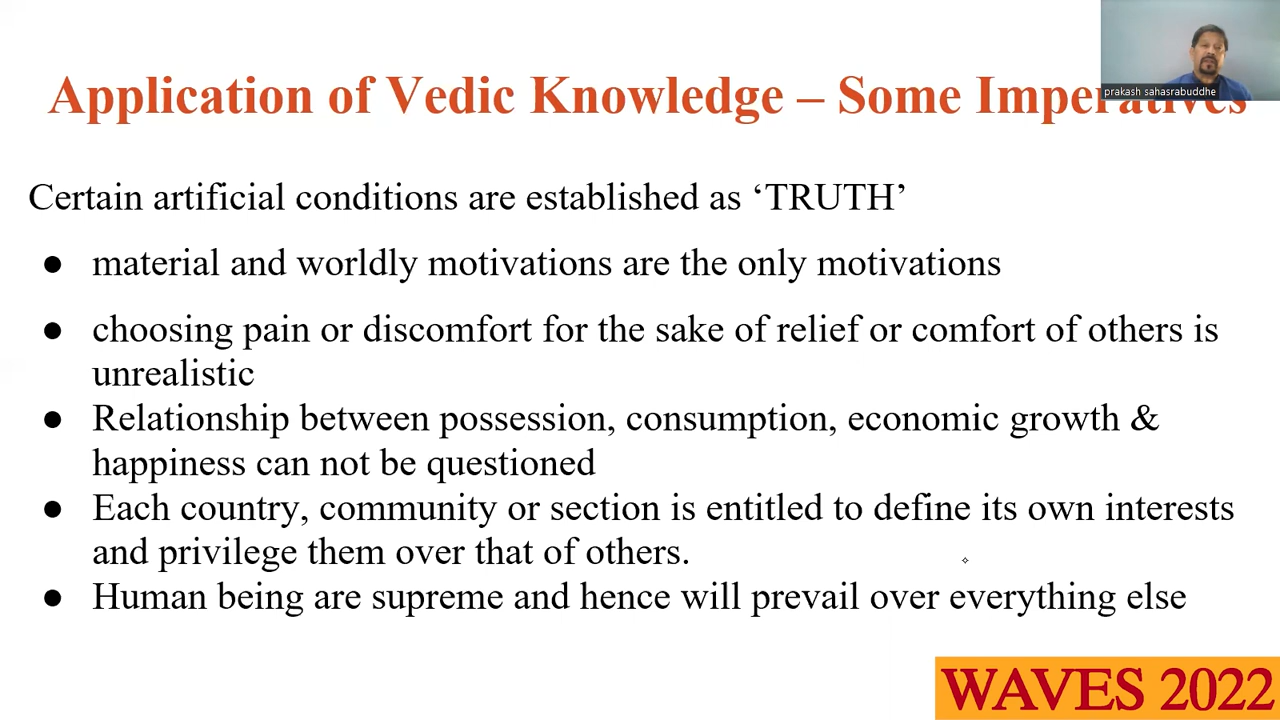 Application of Vedic Knowledge – Some Imperatives
prakash sahasrabuddhe
Certain artificial conditions are established as ‘TRUTH’
● material and worldly motivations are the only motivations
● choosing pain or discomfort for the sake of relief or comfort of others is
unrealistic
● Relationship between possession, consumption, economic growth &
happiness can not be questioned
● Each country, community or section is entitled to define its own interests
and privilege them over that of others.
● Human being are supreme and hence will prevail over everything else
WAVES 2022